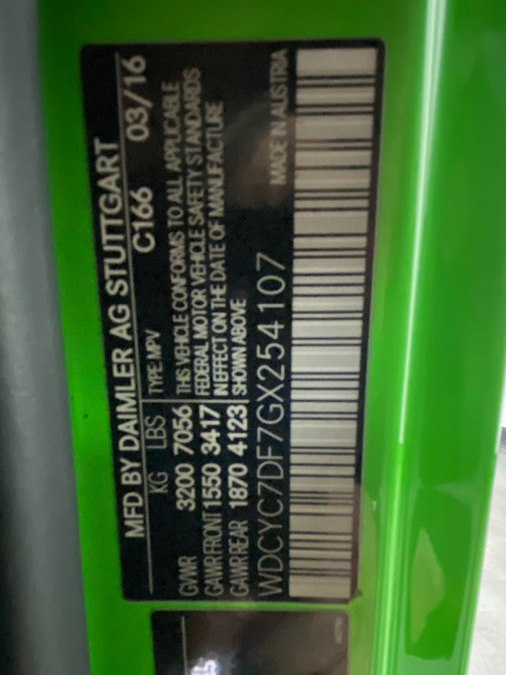 MFD BY DAIMLER AG STUTTGART
C166 03/16
KG LBS TYPE: MPV
GVWR 3200 7056 THIS VEHICLE CONFORMS TO ALL APPLICABLE
GAWR FRONT 1550 3417 FEDERAL MOTOR VEHICLE SAFETY STANDARDS
GAWR REAR 1870 4123 IN EFFECT ON THE DATE OF MANUFACTURE
SHOWN ABOVE
WDCYC7DF7GX254107 MADE IN AUSTRIA